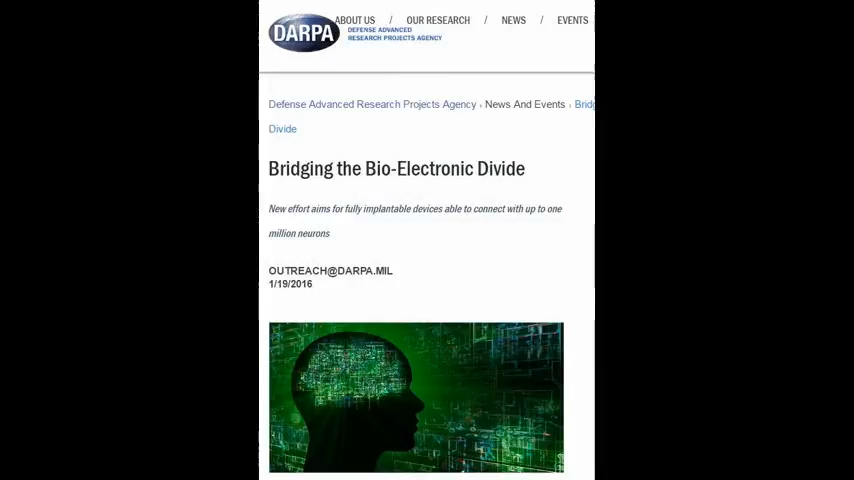 ABOUT US / OUR RESEARCH / NEWS / EVENTS
DARPA
DEFENSE ADVANCED
RESEARCH PROJECTS AGENCY
Defense Advanced Research Projects Agency › News And Events › Bridg
Divide
Bridging the Bio-Electronic Divide
New effort aims for fully implantable devices able to connect with up to one
million neurons
OUTREACH@DARPA.MIL
1/19/2016